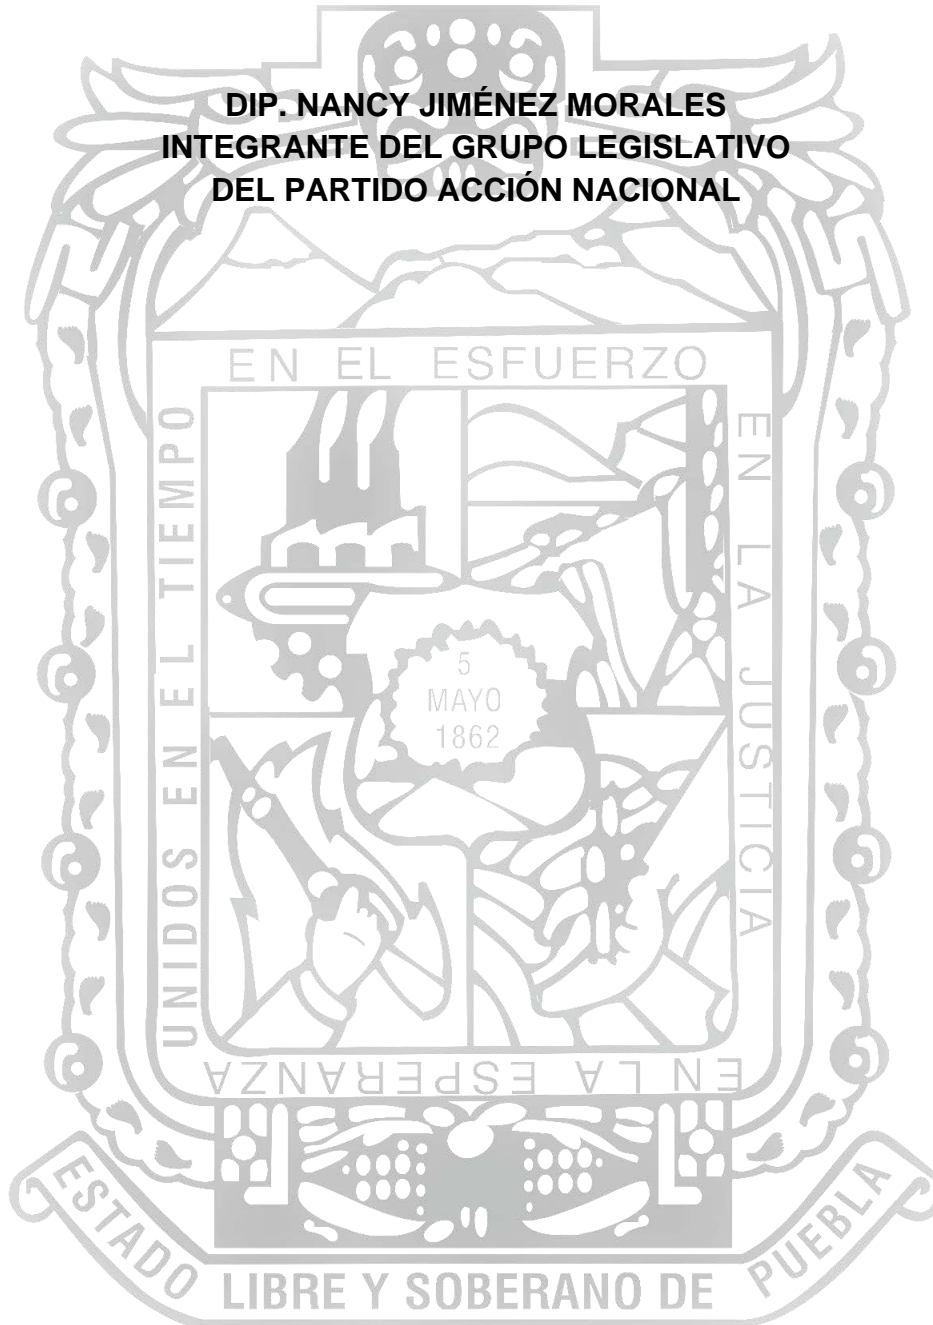 DIP. NANCY JIMÉNEZ MORALES
INTEGRANTE DEL GRUPO LEGISLATIVO
DEL PARTIDO ACCIÓN NACIONAL
UNIDOS EN EL TIEMPO
EN EL ESFUERZO
EN LA JUSTICIA
EN LA ESPERANZA
5
MAYO
1862
ESTADO LIBRE Y SOBERANO DE PUEBLA